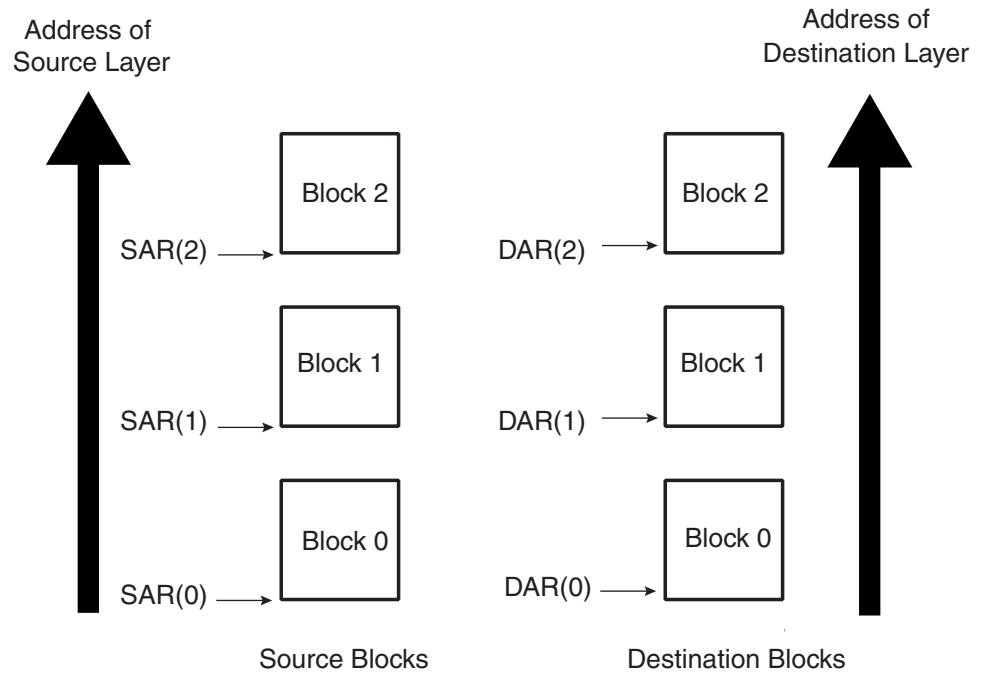 Address of
Source Layer
Address of
Destination Layer
Block 2
Block 2
SAR(2)
DAR(2)
Block 1
Block 1
SAR(1)
DAR(1)
Block 0
Block 0
SAR(0)
DAR(0)
Source Blocks
Destination Blocks